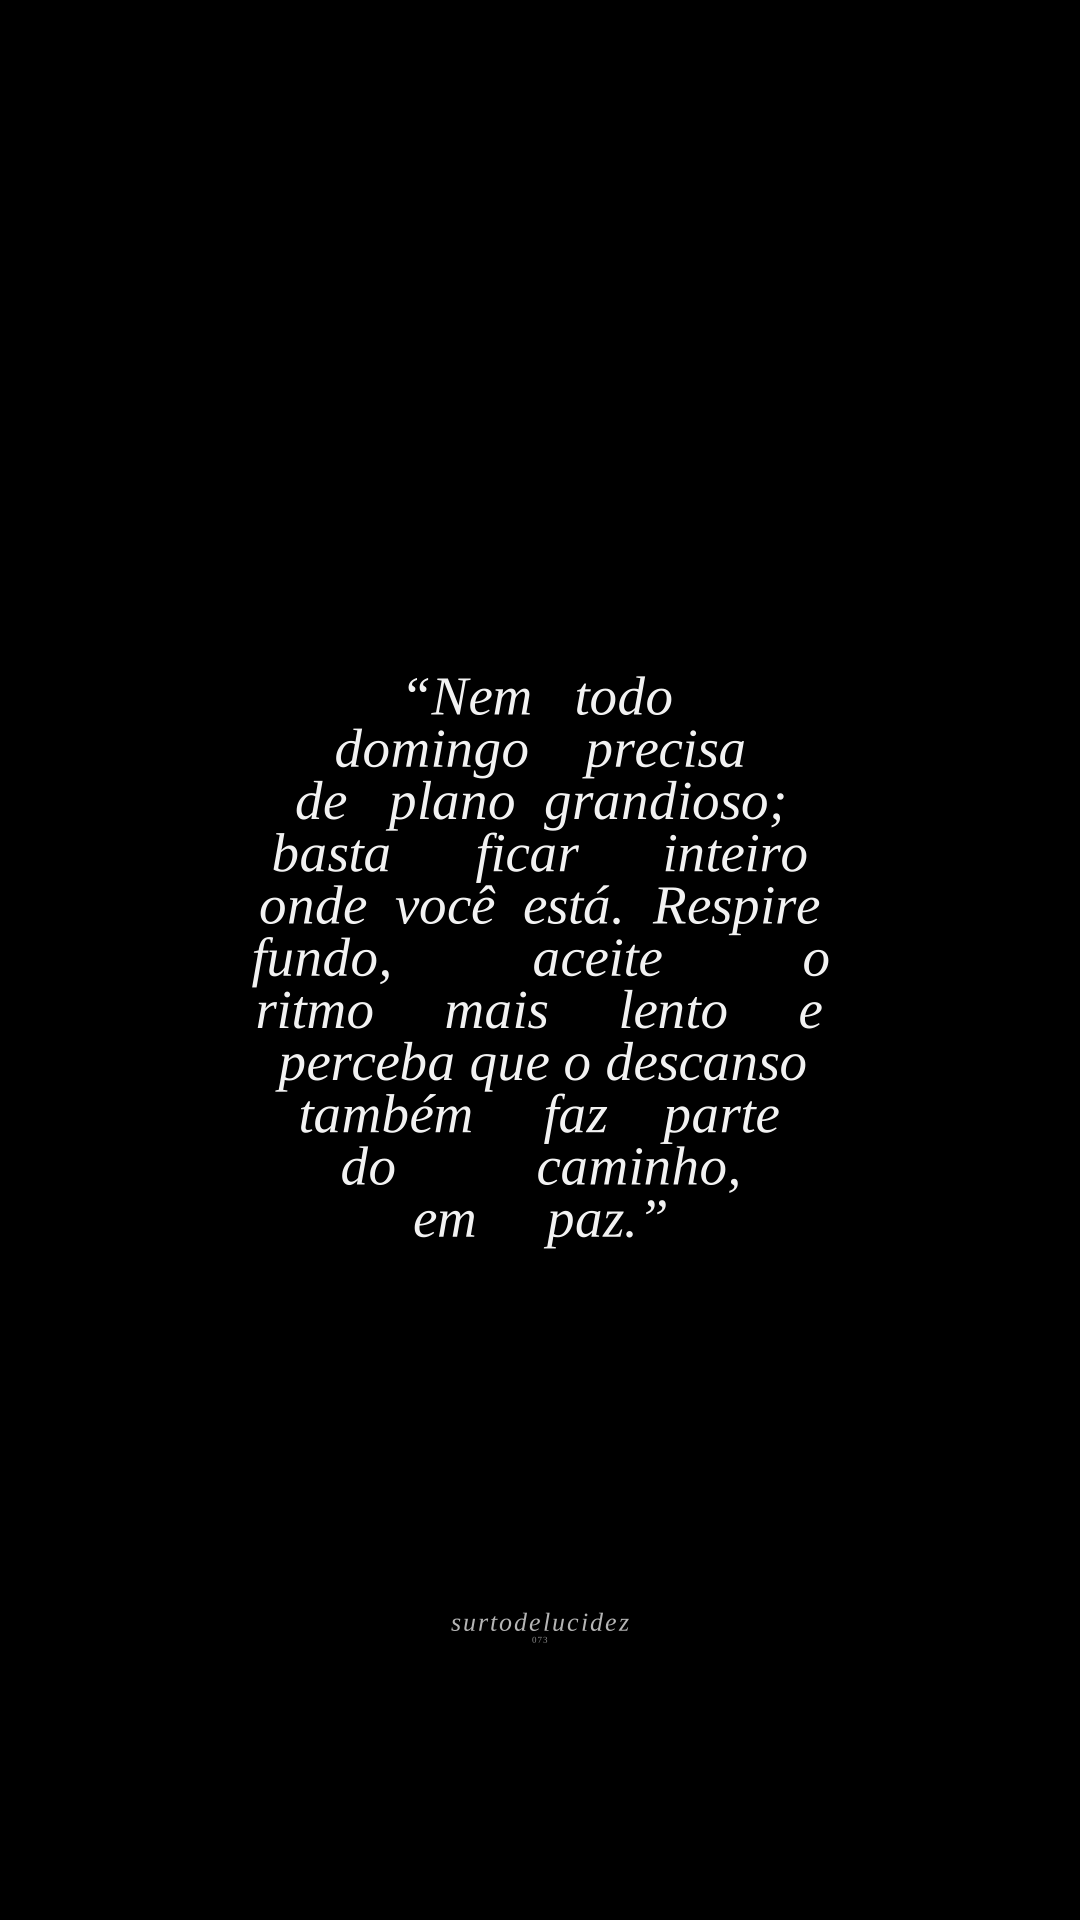 “Nem todo
domingo precisa
de plano grandioso;
basta ficar inteiro
onde você está. Respire
fundo, aceite o
ritmo mais lento e
perceba que o descanso
também faz parte
do caminho,
em paz.”
surtodelucidez
073